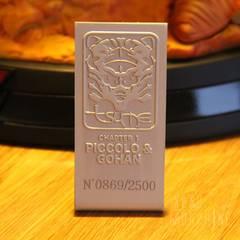 tsume
CHAPTER 1
PICCOLO &
GOHAN
N°0869/2500